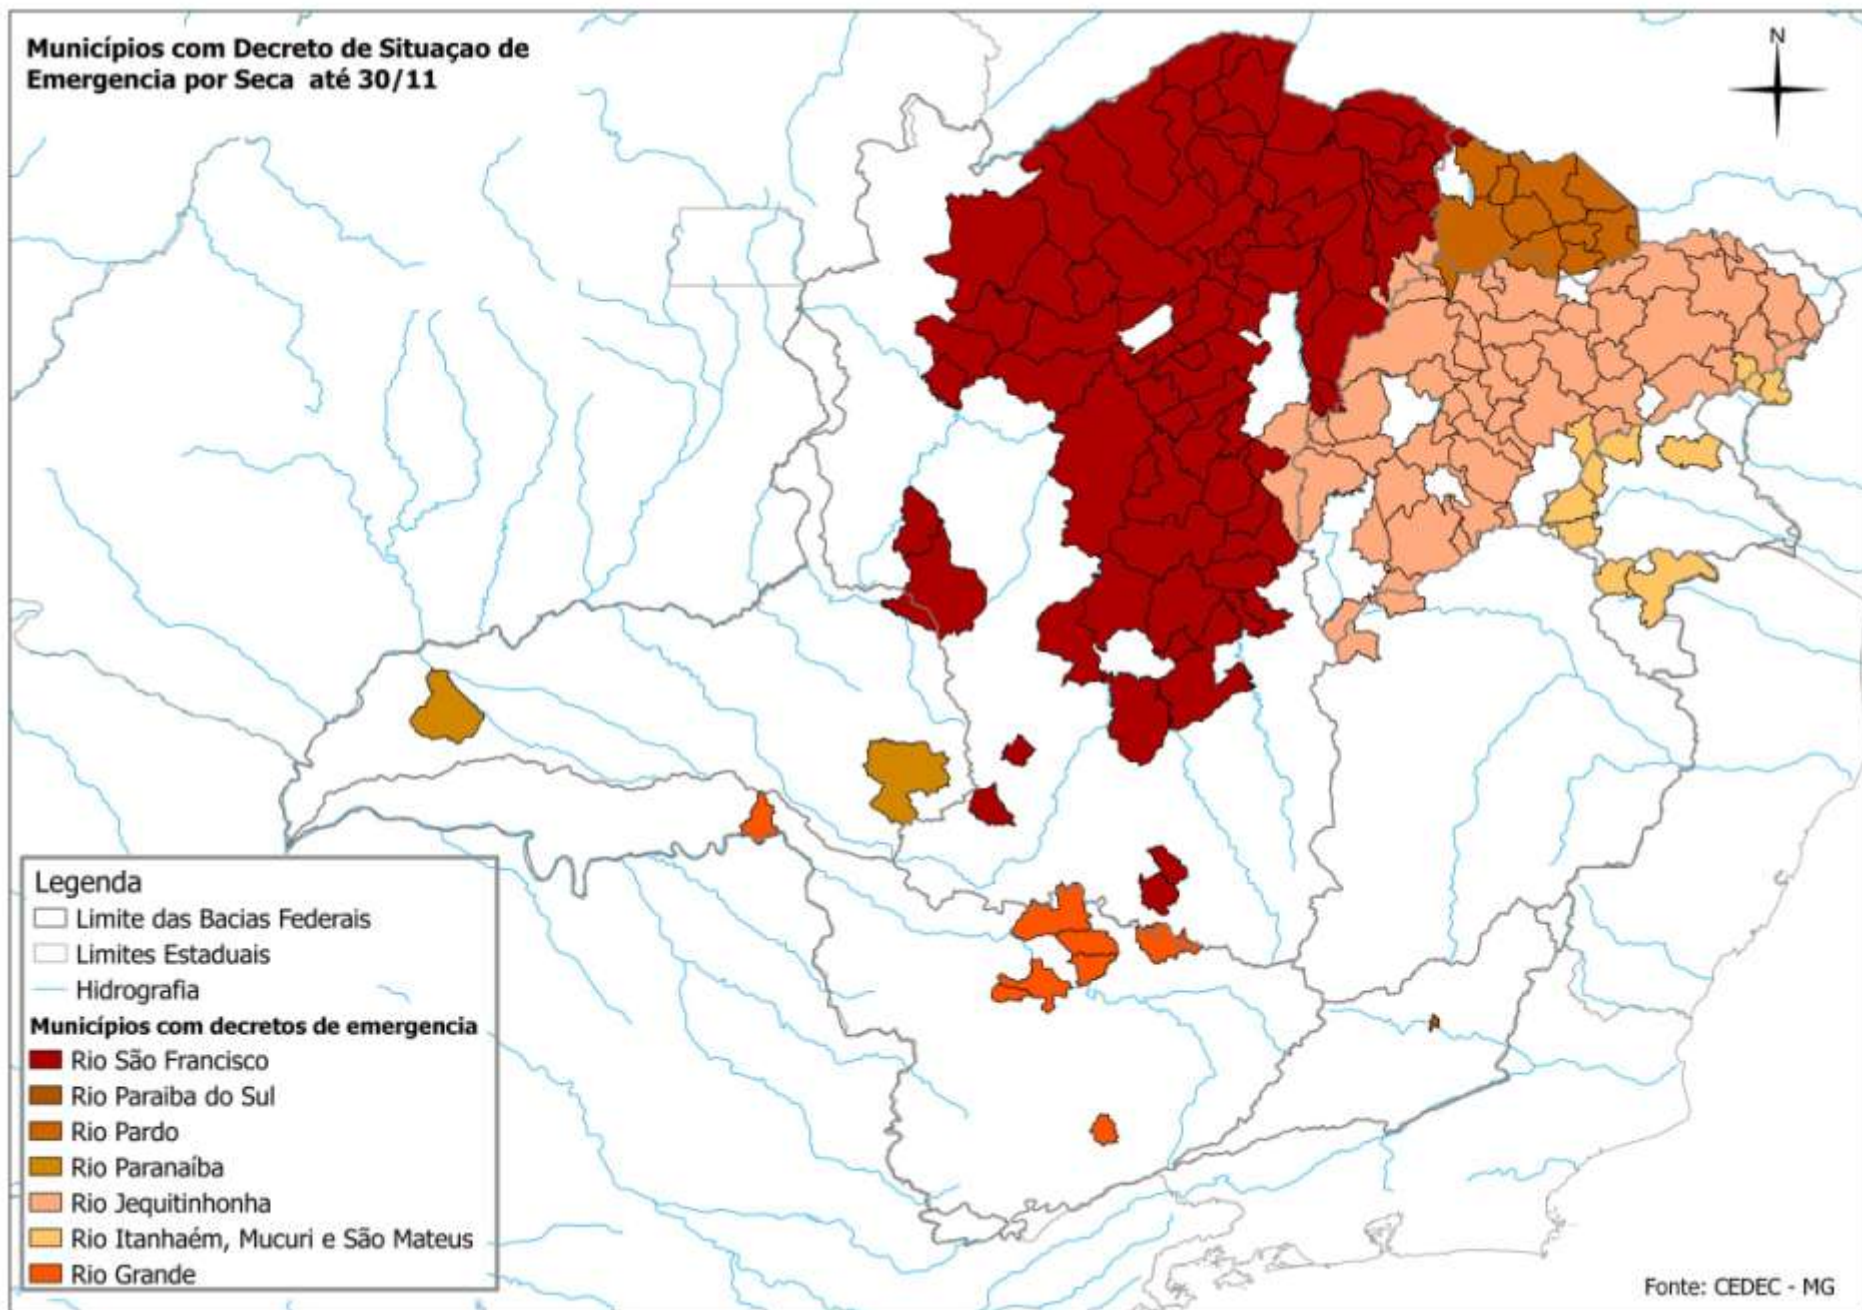 Municípios com Decreto de Situaçao de
Emergencia por Seca até 30/11
N
Legenda
Limite das Bacias Federais
Limites Estaduais
Hidrografia
Municípios com decretos de emergencia
Rio São Francisco
Rio Paraiba do Sul
Rio Pardo
Rio Paranaíba
Rio Jequitinhonha
Rio Itanhaém, Mucuri e São Mateus
Rio Grande
Fonte: CEDEC - MG